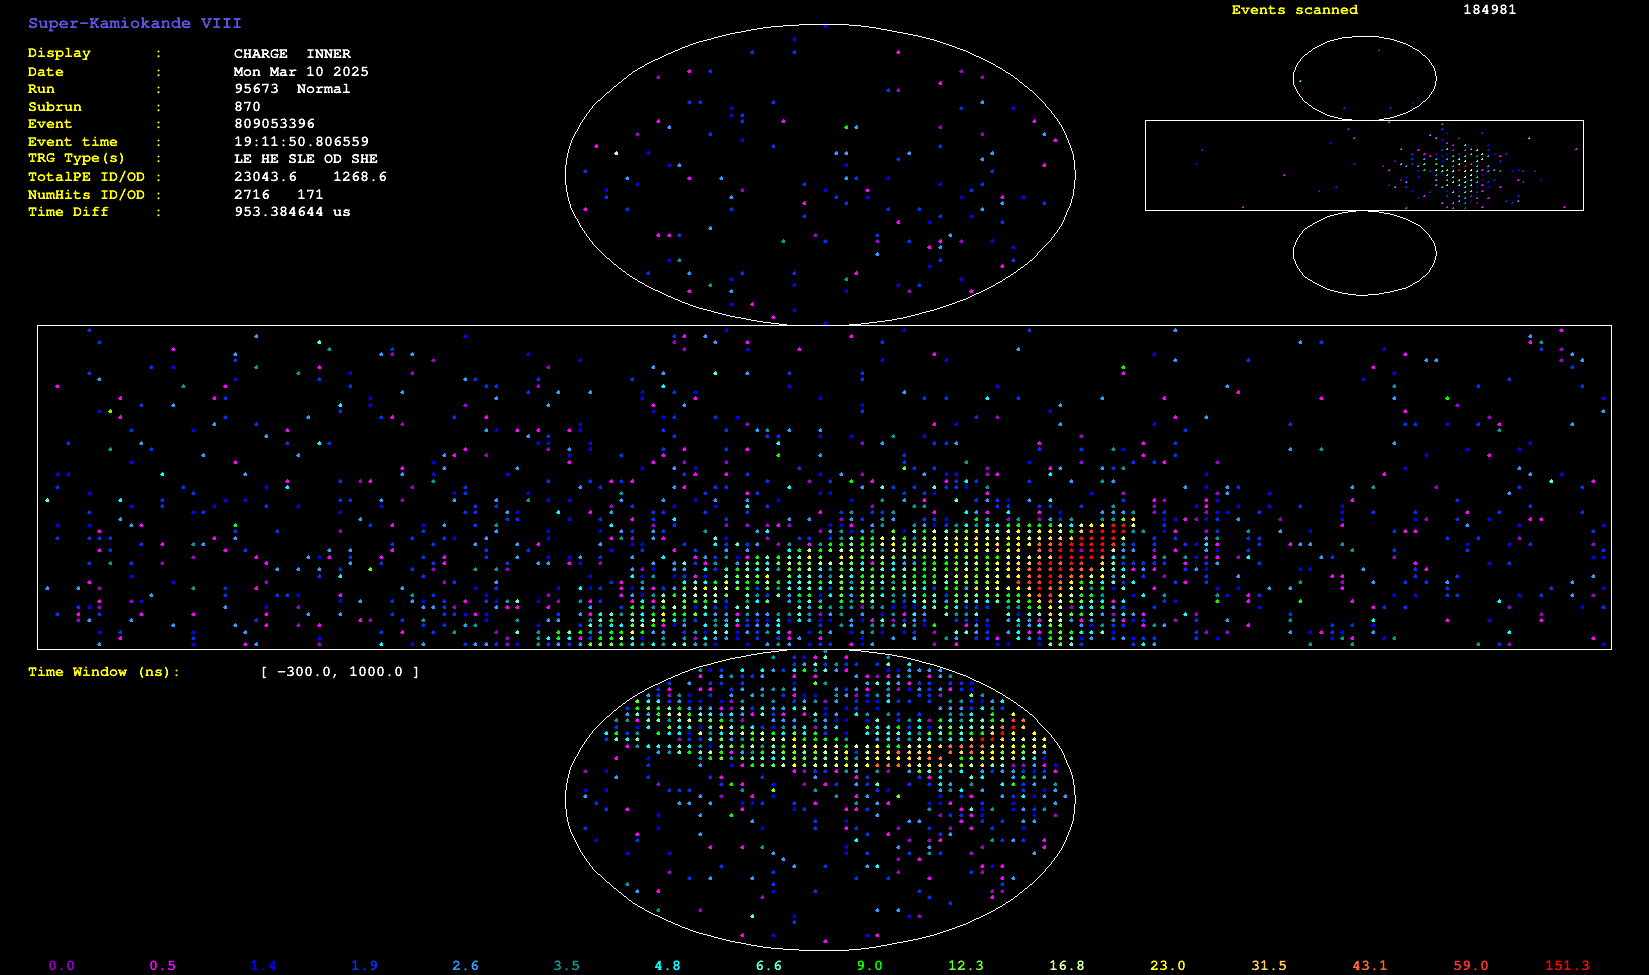 Super-Kamiokande VIII
Events scanned 184981
Display : CHARGE INNER
Date : Mon Mar 10 2025
Run : 95673 Normal
Subrun : 870
Event : 809053396
Event time : 19:11:50.806559
TRG Type(s) : LE HE SLE OD SHE
TotalPE ID/OD : 23043.6 1268.6
NumHits ID/OD : 2716 171
Time Diff : 953.384644 us
Time Window (ns): [ -300.0, 1000.0 ]
0.0 0.5 1.4 1.9 2.6 3.5 4.8 6.6 9.0 12.3 16.8 23.0 31.5 43.1 59.0 151.3